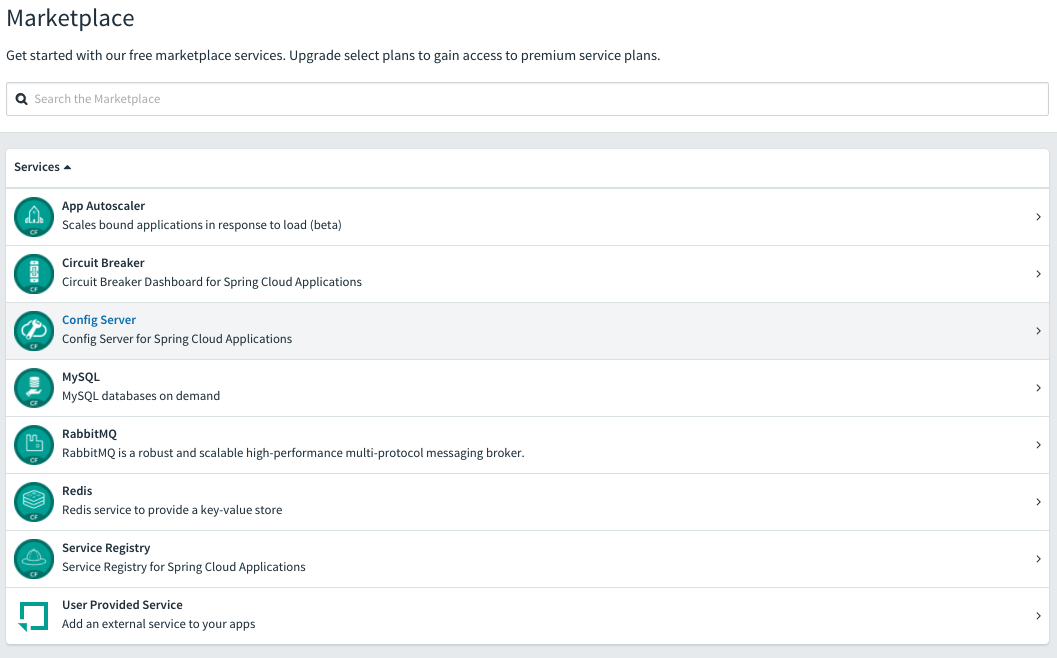 Marketplace
Get started with our free marketplace services. Upgrade select plans to gain access to premium service plans.
Search the Marketplace
Services
App Autoscaler
Scales bound applications in response to load (beta)
CF
Circuit Breaker
Circuit Breaker Dashboard for Spring Cloud Applications
CF
Config Server
Config Server for Spring Cloud Applications
CF
MySQL
MySQL databases on demand
CF
RabbitMQ
RabbitMQ is a robust and scalable high-performance multi-protocol messaging broker.
CF
Redis
Redis service to provide a key-value store
CF
Service Registry
Service Registry for Spring Cloud Applications
CF
User Provided Service
Add an external service to your apps